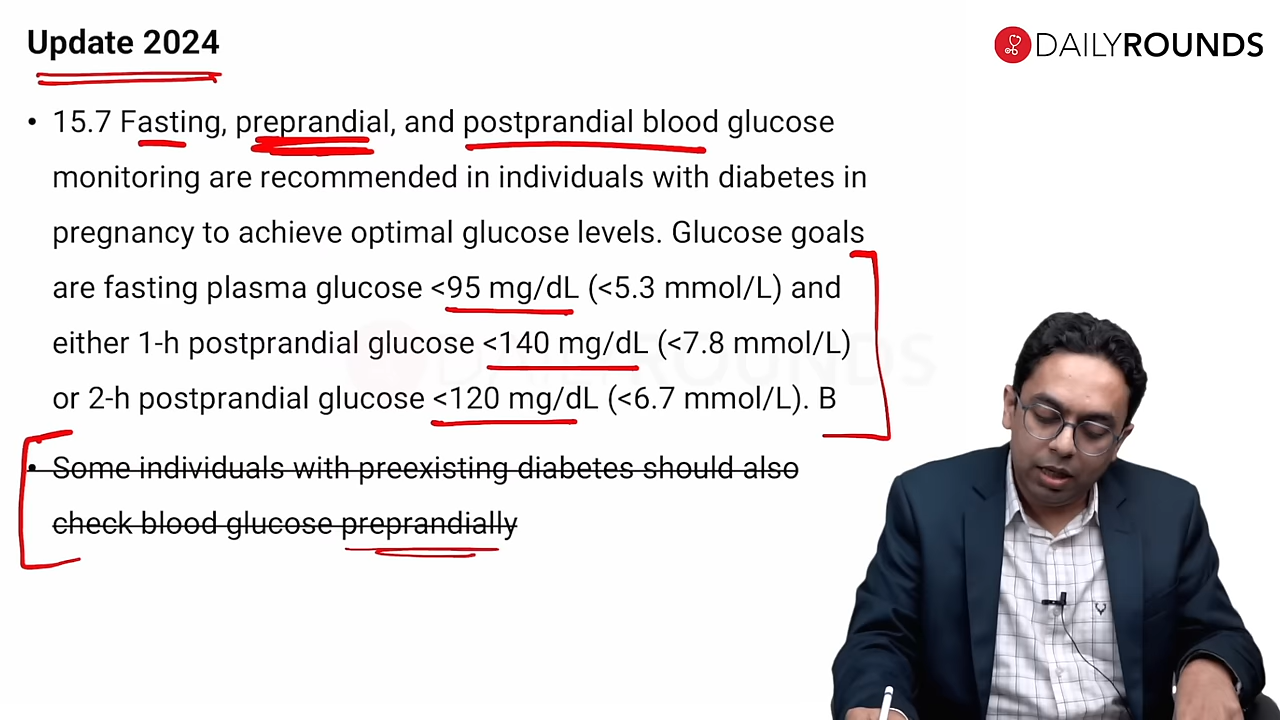 Update 2024
DAILYROUNDS
• 15.7 Fasting, preprandial, and postprandial blood glucose
monitoring are recommended in individuals with diabetes in
pregnancy to achieve optimal glucose levels. Glucose goals
are fasting plasma glucose <95 mg/dL (<5.3 mmol/L) and
either 1-h postprandial glucose <140 mg/dL (<7.8 mmol/L)
or 2-h postprandial glucose <120 mg/dL (<6.7 mmol/L). B
• Some individuals with preexisting diabetes should also
check blood glucose preprandially
DAILYROUNDS